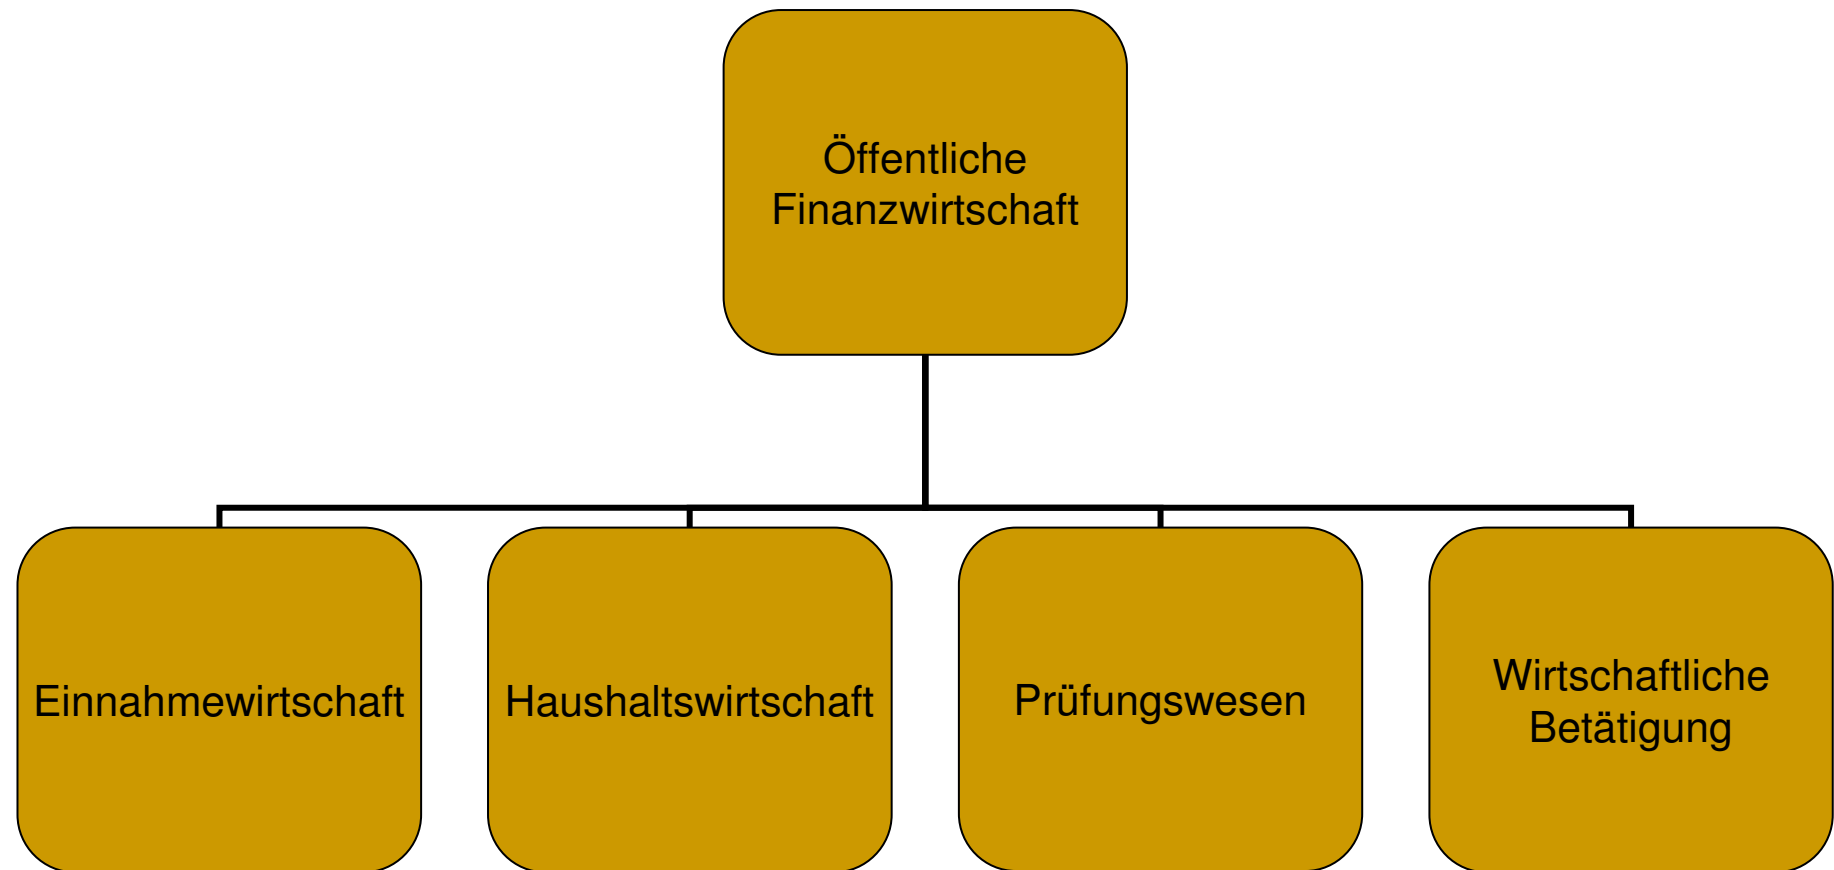 Öffentliche
Finanzwirtschaft
Einnahmewirtschaft
Haushaltswirtschaft
Prüfungswesen
Wirtschaftliche
Betätigung